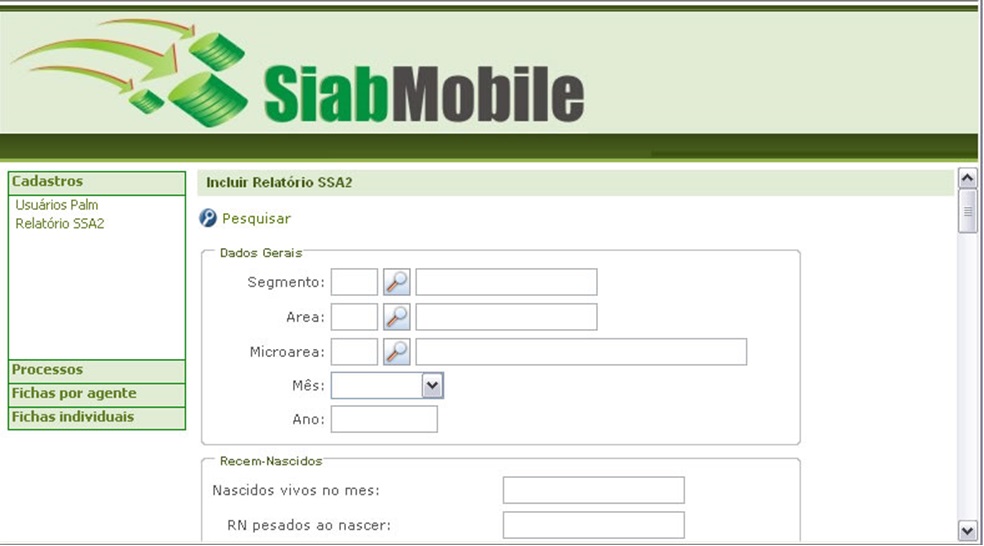 SiabMobile
Cadastros
Usuários Palm
Relatório SSA2
Processos
Fichas por agente
Fichas individuais
Incluir Relatório SSA2
Pesquisar
Dados Gerais
Segmento:
Area:
Microarea:
Mês:
Ano:
Recem-Nascidos
Nascidos vivos no mes:
RN pesados ao nascer: